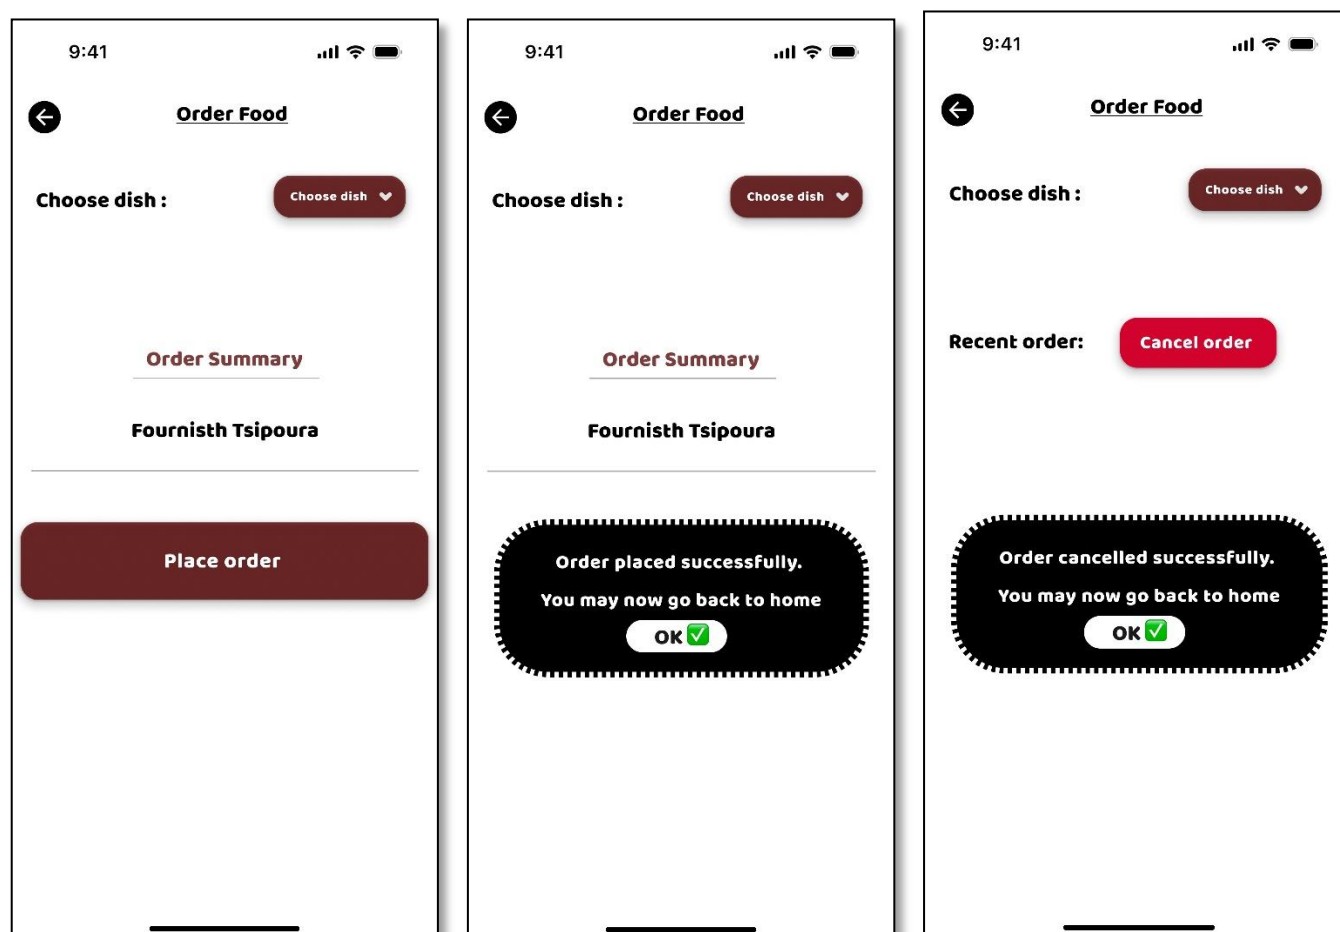 9:41
Order Food
Choose dish :
Choose dish
Order Summary
Fournisth Tsipoura
Place order
9:41
Order Food
Choose dish :
Choose dish
Order Summary
Fournisth Tsipoura
Order placed successfully.
You may now go back to home
OK✅
9:41
Order Food
Choose dish :
Choose dish
Recent order:
Cancel order
Order cancelled successfully.
You may now go back to home
OK✅